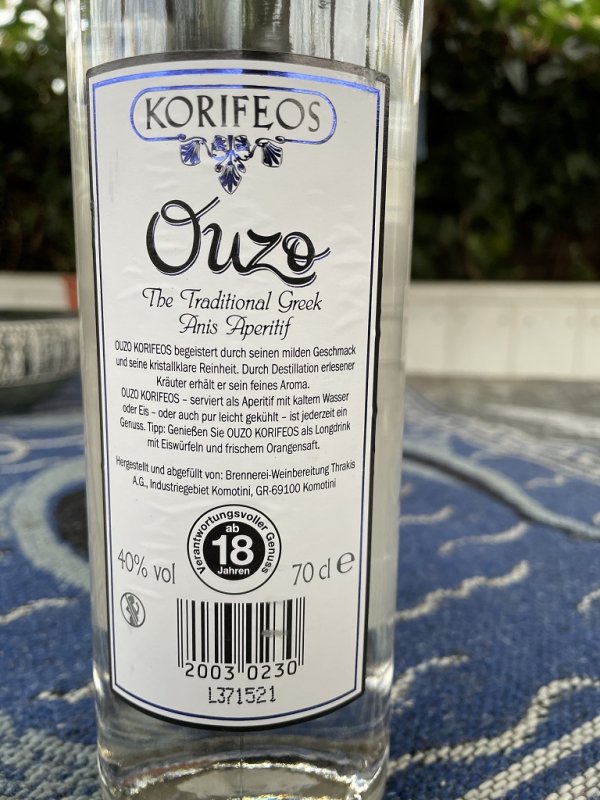 KORIFEOS
Ouzo
The Traditional Greek
Anis Aperitif
OUZO KORIFEOS begeistert durch seinen milden Geschmack
und seine kristallklare Reinheit. Durch Destillation erlesener
Kräuter erhält er sein feines Aroma.
OUZO KORIFEOS – serviert als Aperitif mit kaltem Wasser
oder Eis – oder auch pur leicht gekühlt – ist jederzeit ein
Genuss. Tipp: Genießen Sie OUZO KORIFEOS als Longdrink
mit Eiswürfeln und frischem Orangensaft.
Hergestellt und abgefüllt von: Brennerei-Weinbereitung Thrakis
A.G., Industriegebiet Komotini, GR-69100 Komotini
Verantwortungsvoller Genuss
ab
18
Jahren
40% vol
70 cl e
2003 0230
L371521